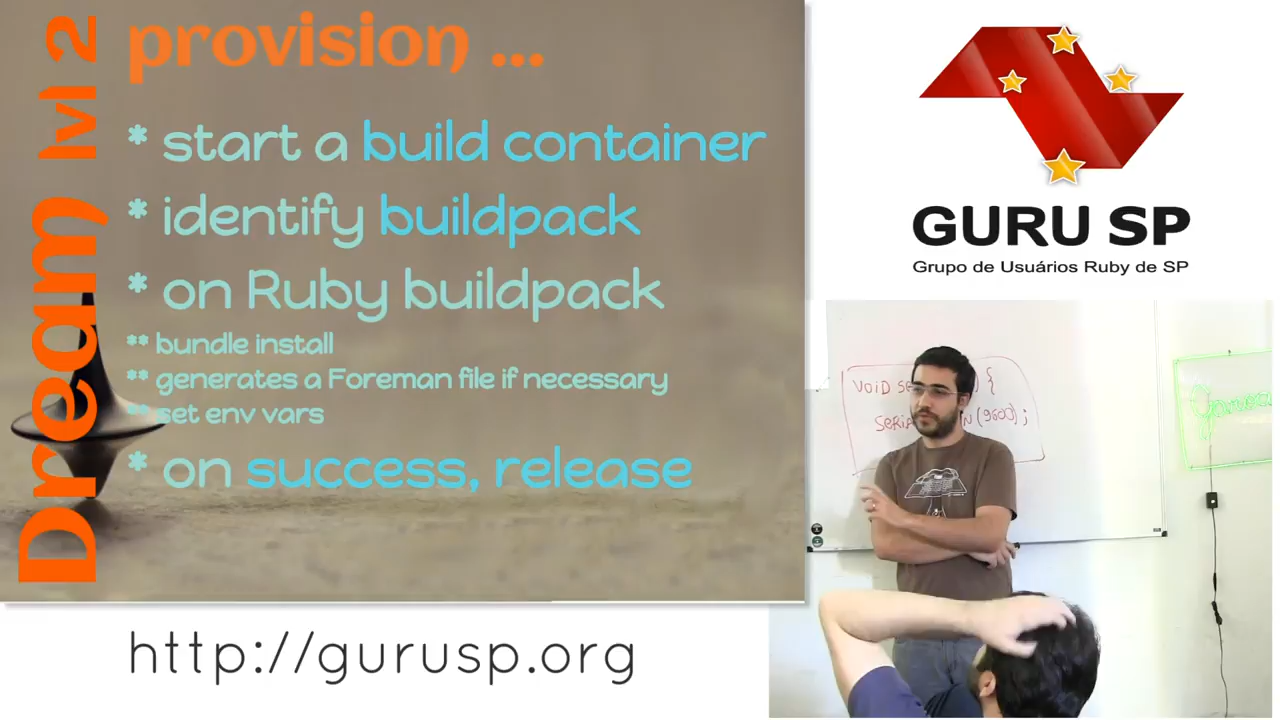 Dream lvl 2
provision ...
* start a build container
* identify buildpack
* on Ruby buildpack
** bundle install
** generates a Foreman file if necessary
** set env vars
* on success, release
http://gurusp.org
GURU SP
Grupo de Usuários Ruby de SP
void {
(9600);